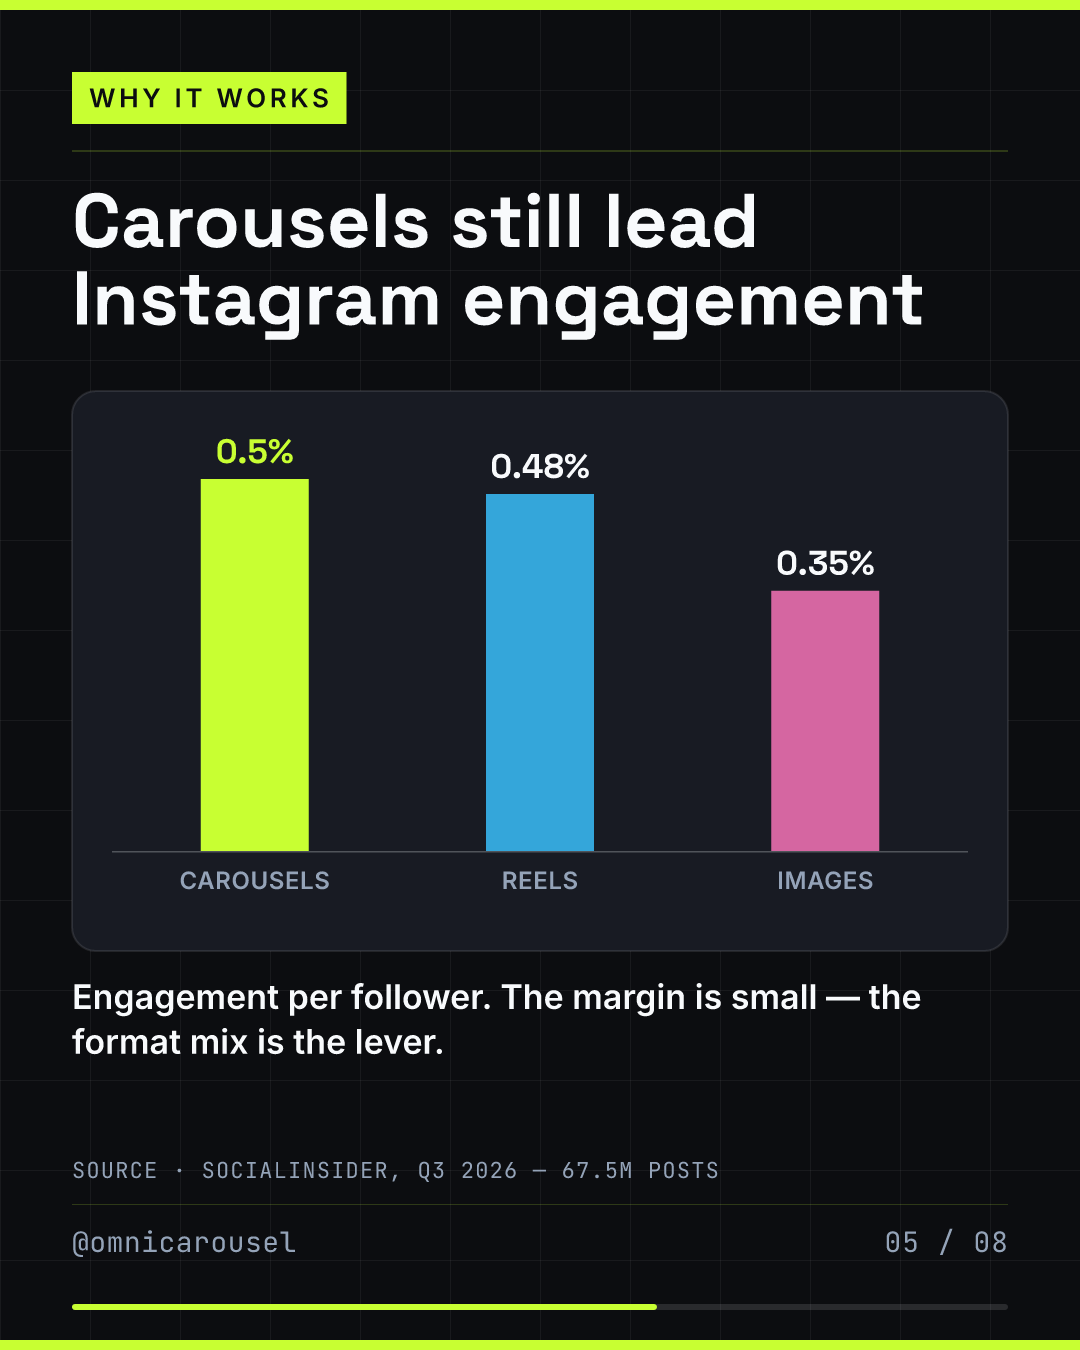 WHY IT WORKS
Carousels still lead
Instagram engagement
0.5%
0.48%
0.35%
CAROUSELS
REELS
IMAGES
Engagement per follower. The margin is small — the
format mix is the lever.
SOURCE · SOCIALINSIDER, Q3 2026 — 67.5M POSTS
@omnicarousel
05 / 08